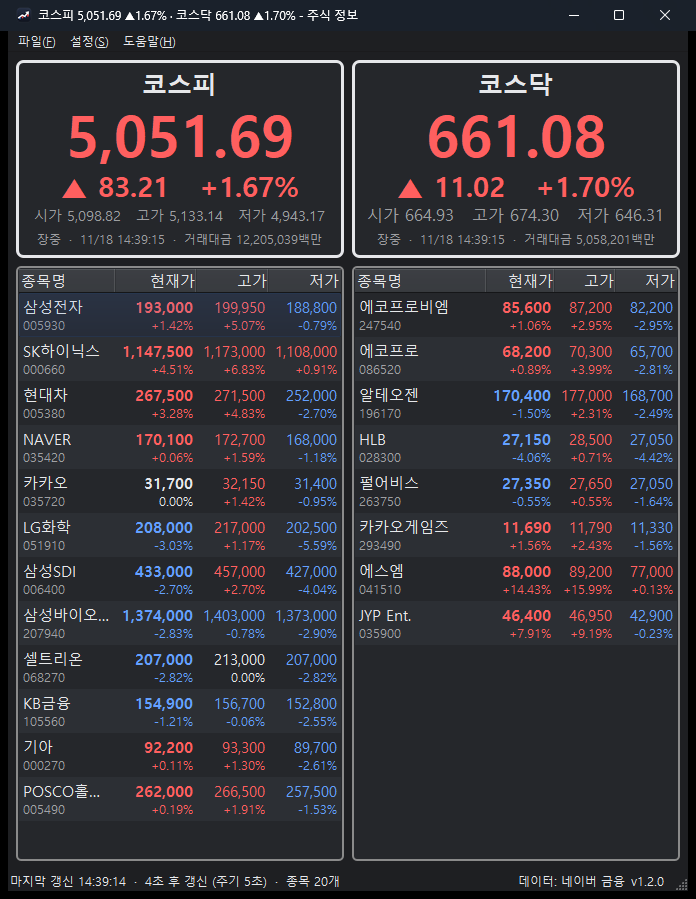 코스피 5,051.69 ▲1.67% · 코스닥 661.08 ▲1.70% - 주식 정보
파일(F) 설정(S) 도움말(H)
코스피
5,051.69
▲ 83.21 +1.67%
시가 5,098.82 고가 5,133.14 저가 4,943.17
장중 · 11/18 14:39:15 · 거래대금 12,205,039백만
코스닥
661.08
▲ 11.02 +1.70%
시가 664.93 고가 674.30 저가 646.31
장중 · 11/18 14:39:15 · 거래대금 5,058,201백만
종목명 현재가 고가 저가
삼성전자 193,000 199,950 188,800
005930 +1.42% +5.07% -0.79%
SK하이닉스 1,147,500 1,173,000 1,108,000
000660 +4.51% +6.83% +0.91%
현대차 267,500 271,500 252,000
005380 +3.28% +4.83% -2.70%
NAVER 170,100 172,700 168,000
035420 +0.06% +1.59% -1.18%
카카오 31,700 32,150 31,400
035720 0.00% +1.42% -0.95%
LG화학 208,000 217,000 202,500
051910 -3.03% +1.17% -5.59%
삼성SDI 433,000 457,000 427,000
006400 -2.70% +2.70% -4.04%
삼성바이오... 1,374,000 1,403,000 1,373,000
207940 -2.83% -0.78% -2.90%
셀트리온 207,000 213,000 207,000
068270 -2.82% 0.00% -2.82%
KB금융 154,900 156,700 152,800
105560 -1.21% -0.06% -2.55%
기아 92,200 93,300 89,700
000270 +0.11% +1.30% -2.61%
POSCO홀... 262,000 266,500 257,500
005490 +0.19% +1.91% -1.53%
종목명 현재가 고가 저가
에코프로비엠 85,600 87,200 82,200
247540 +1.06% +2.95% -2.95%
에코프로 68,200 70,300 65,700
086520 +0.89% +3.99% -2.81%
알테오젠 170,400 177,000 168,700
196170 -1.50% +2.31% -2.49%
HLB 27,150 28,500 27,050
028300 -4.06% +0.71% -4.42%
펄어비스 27,350 27,650 27,050
263750 -0.55% +0.55% -1.64%
카카오게임즈 11,690 11,790 11,330
293490 +1.56% +2.43% -1.56%
에스엠 88,000 89,200 77,000
041510 +14.43% +15.99% +0.13%
JYP Ent. 46,400 46,950 42,900
035900 +7.91% +9.19% -0.23%
마지막 갱신 14:39:14 · 4초 후 갱신 (주기 5초) · 종목 20개
데이터: 네이버 금융 v1.2.0